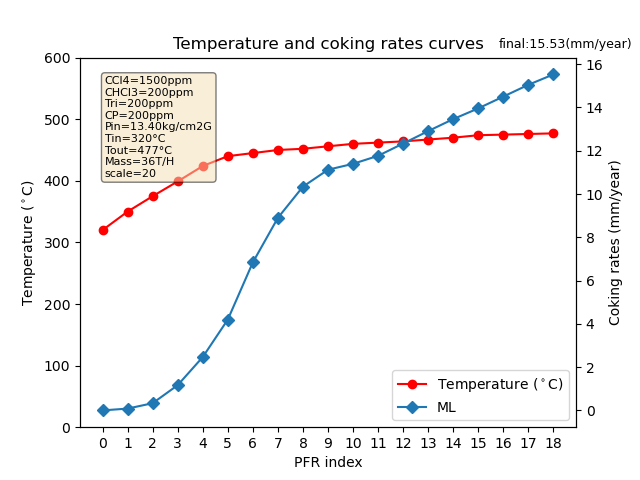 Temperature and coking rates curves
final:15.53(mm/year)
CCl4=1500ppm
CHCl3=200ppm
Tri=200ppm
CP=200ppm
Pin=13.40kg/cm2G
Tin=320°C
Tout=477°C
Mass=36T/H
scale=20
Temperature (°C)
600
500
400
300
200
100
0
Coking rates (mm/year)
16
14
12
10
8
6
4
2
0
Temperature (°C)
ML
0 1 2 3 4 5 6 7 8 9 10 11 12 13 14 15 16 17 18
PFR index